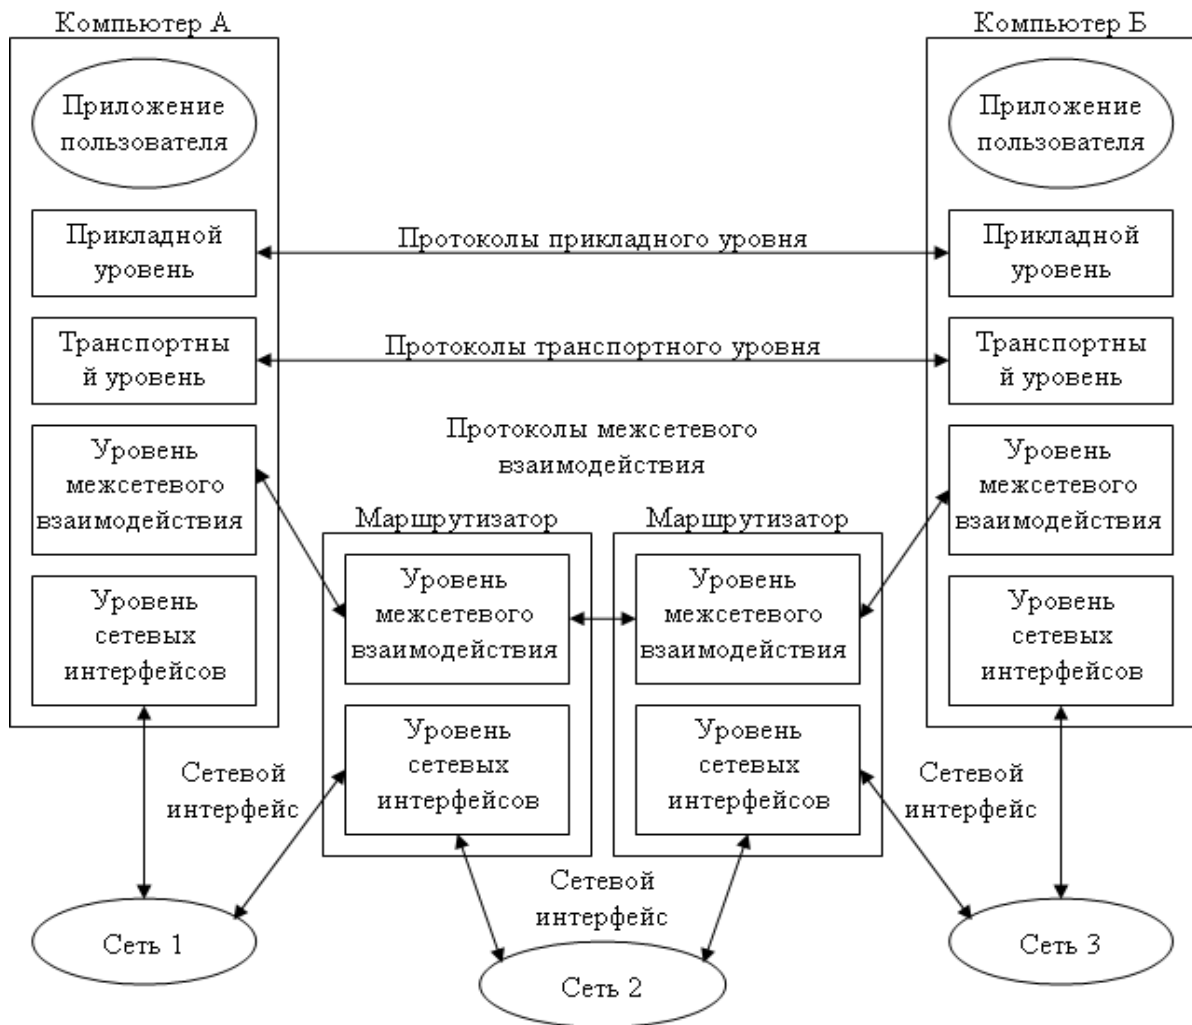 Компьютер А
Приложение
пользователя
Прикладной
уровень
Транспортны
й уровень
Уровень
межсетевого
взаимодействия
Уровень
сетевых
интерфейсов
Протоколы прикладного уровня
Протоколы транспортного уровня
Протоколы межсетевого
взаимодействия
Маршрутизатор
Уровень
межсетевого
взаимодействия
Уровень
сетевых
интерфейсов
Маршрутизатор
Уровень
межсетевого
взаимодействия
Уровень
сетевых
интерфейсов
Компьютер Б
Приложение
пользователя
Прикладной
уровень
Транспортны
й уровень
Уровень
межсетевого
взаимодействия
Уровень
сетевых
интерфейсов
Сетевой
интерфейс
Сетевой
интерфейс
Сетевой
интерфейс
Сеть 1
Сеть 2
Сеть 3